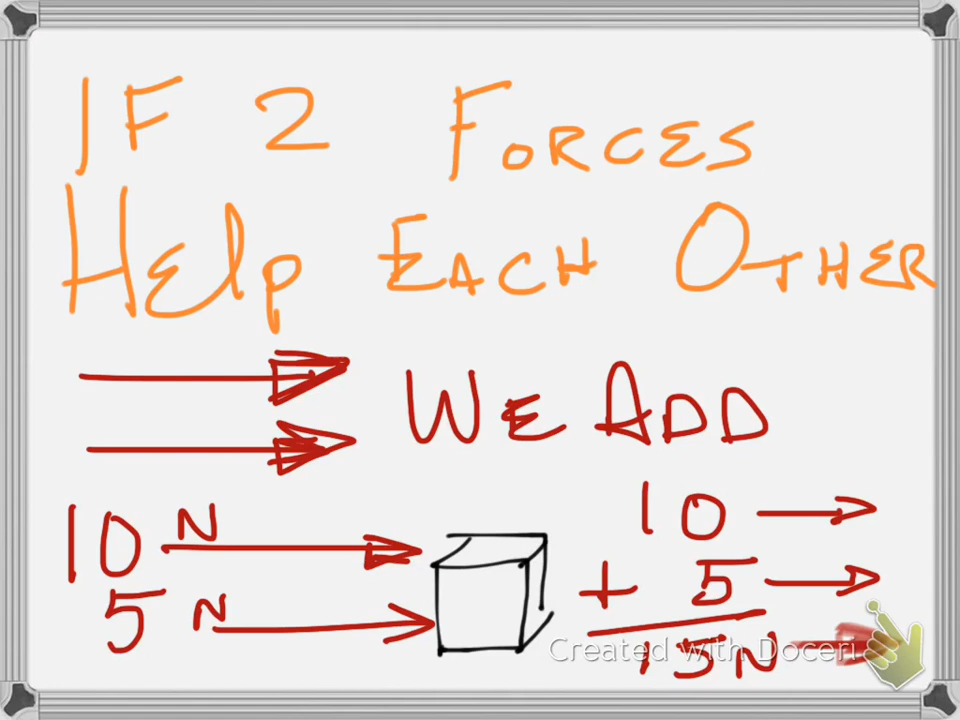 IF 2 FORCES
HElp EACH OTHER
WE ADD
10 N
5 N
10
+ 5
15N
Created with Doceri